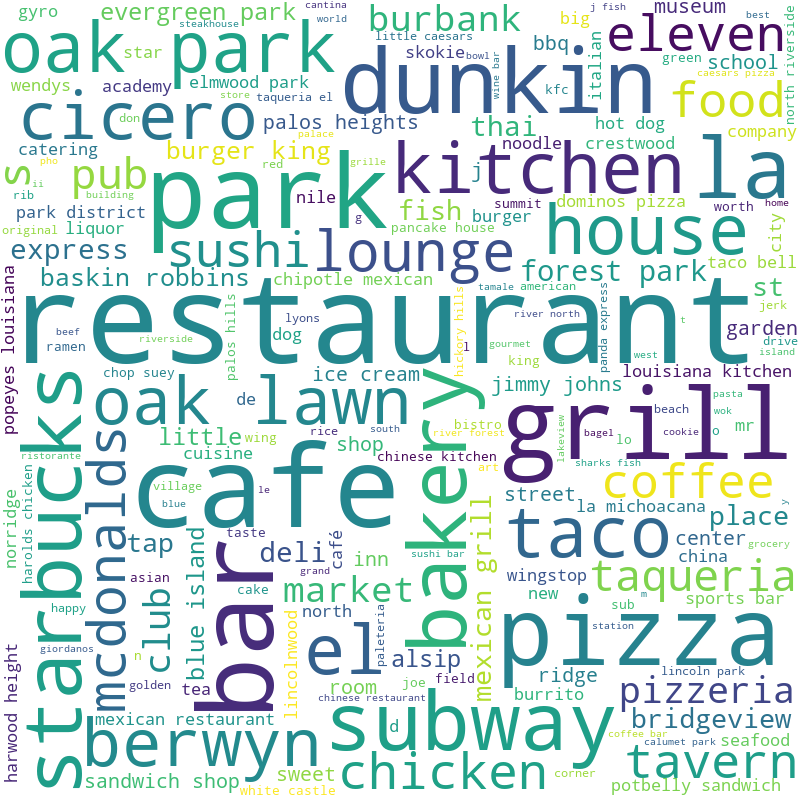 gyro
evergreen park
steakhouse
cantina
world
j fish
museum
best
oak park
burbank
little caesars
big
eleven
skokie
bowl
wine bar
bbq
italian
green
school
north riverside
star
wendys
academy
elmwood park
dunkin
kfc
caesars pizza
store
taqueria el
food
cicero
don
palos heights
thai
hot dog
company
catering
palace
burger king
noodle
crestwood
la
pho
grille
red
s
pub
park
kitchen
j
ii
rib
building
nile
summit
worth
home
fish
burger
dominos pizza
park district
g
original
liquor
pancake house
house
city
express
sushi
lounge
forest park
taco bell
baskin robbins
chipotle mexican
st
popeyes louisiana
restaurant
hickory hills
tamale
american
jerk
palos hills
lyons
river north
panda express
t
garden
beef
riverside
dog
gourmet
drive
ramen
l
king
island
chop suey
ice cream
west
louisiana kitchen
starbucks
oak lawn
de
bakery
jimmy johns
pasta
beach
wok
mcdonalds
grill
little
wing
rice
south
bistro
lakeview
bagel
cookie
lo
o
mr
cuisine
shop
river forest
ristorante
cafe
chinese kitchen
art
sharks fish
coffee
norridge
harolds chicken
village
street
la michoacana
y
blue
le
bar
taco
place
tap
taste
café
deli
sushi bar
center
grocery
asian
inn
china
blue island
grand
mexican grill
wingstop
taqueria
happy
club
cake
market
new
sub
m
sports bar
lincolnwood
north
paleteria
pizza
station
harwood height
giordanos
n
el
alsip
lincoln park
golden
tea
room
joe
field
ridge
chinese restaurant
burrito
pizzeria
mexican restaurant
d
subway
bridgeview
berwyn
coffee bar
calumet park
seafood
tavern
sandwich shop
sweet
chicken
corner
potbelly sandwich
white castle